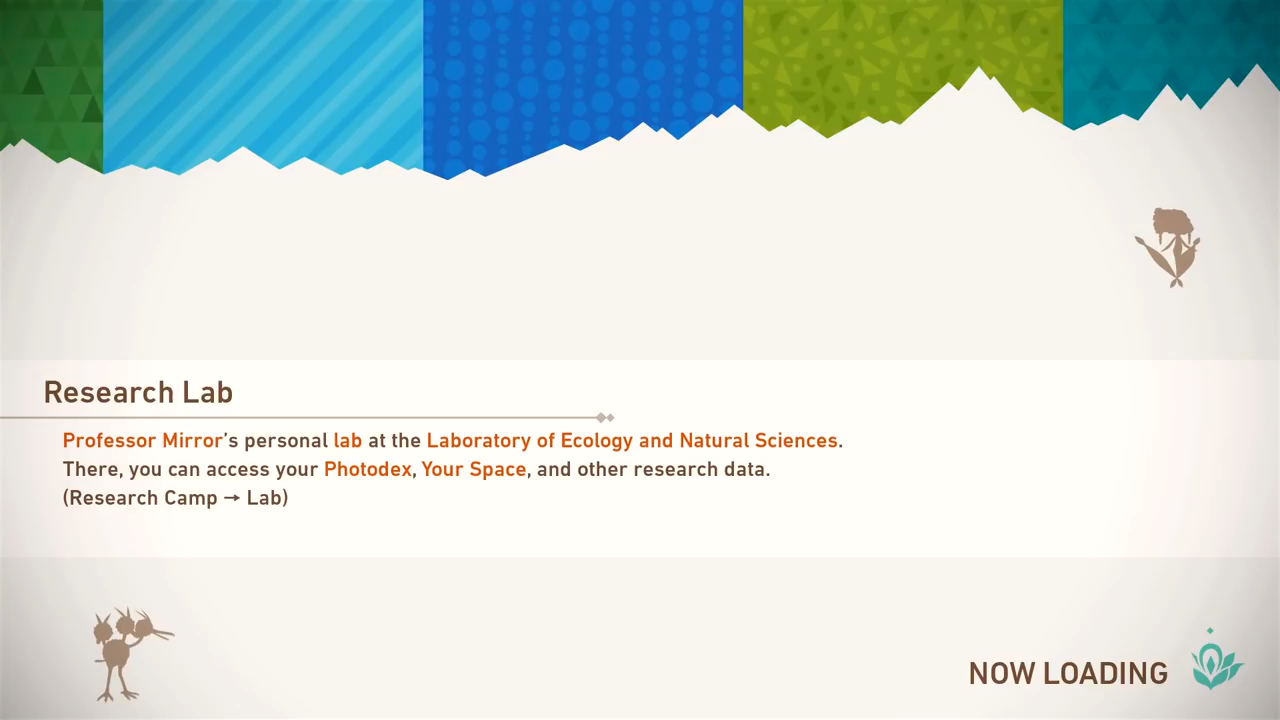 Research Lab
Professor Mirror's personal lab at the Laboratory of Ecology and Natural Sciences.
There, you can access your Photodex, Your Space, and other research data.
(Research Camp → Lab)
NOW LOADING